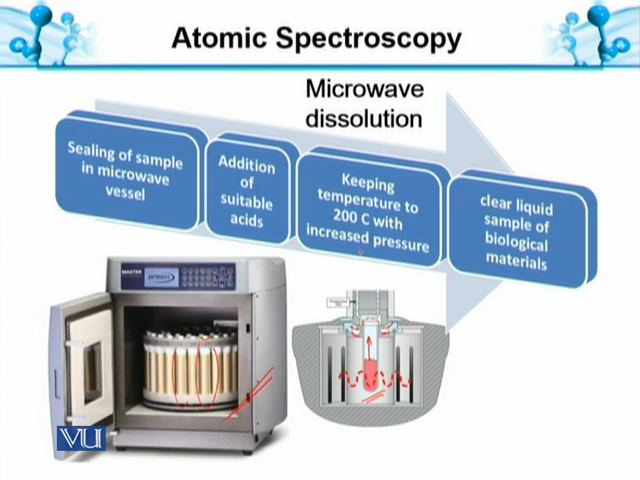 Atomic Spectroscopy
Microwave
dissolution
Sealing of sample
in microwave
vessel
Addition
of
suitable
acids
Keeping
temperature to
200 C with
increased pressure
clear liquid
sample of
biological
materials
MASTER
VU